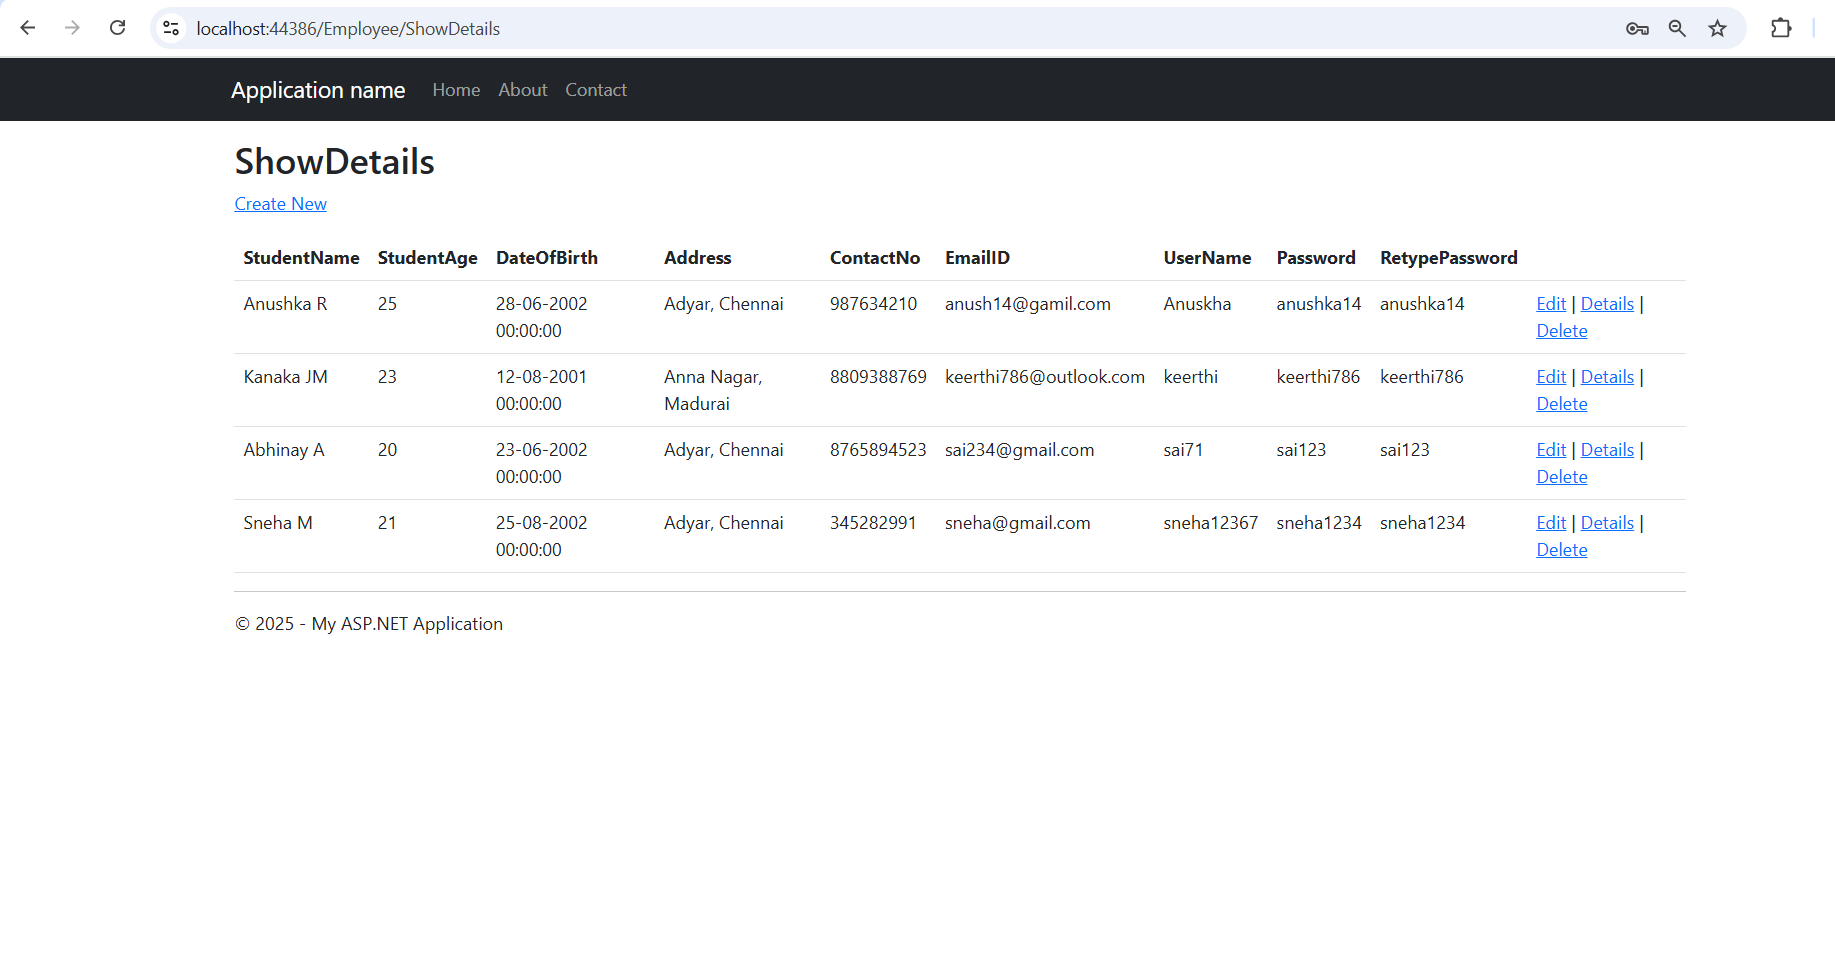 localhost:44386/Employee/ShowDetails
Application name Home About Contact
ShowDetails
Create New
StudentName StudentAge DateOfBirth Address ContactNo EmailID UserName Password RetypePassword
Anushka R 25 28-06-2002 00:00:00 Adyar, Chennai 987634210 anush14@gamil.com Anuskha anushka14 anushka14 Edit | Details | Delete
Kanaka JM 23 12-08-2001 00:00:00 Anna Nagar, Madurai 8809388769 keerthi786@outlook.com keerthi keerthi786 keerthi786 Edit | Details | Delete
Abhinay A 20 23-06-2002 00:00:00 Adyar, Chennai 8765894523 sai234@gmail.com sai71 sai123 sai123 Edit | Details | Delete
Sneha M 21 25-08-2002 00:00:00 Adyar, Chennai 345282991 sneha@gmail.com sneha12367 sneha1234 sneha1234 Edit | Details | Delete
© 2025 - My ASP.NET Application